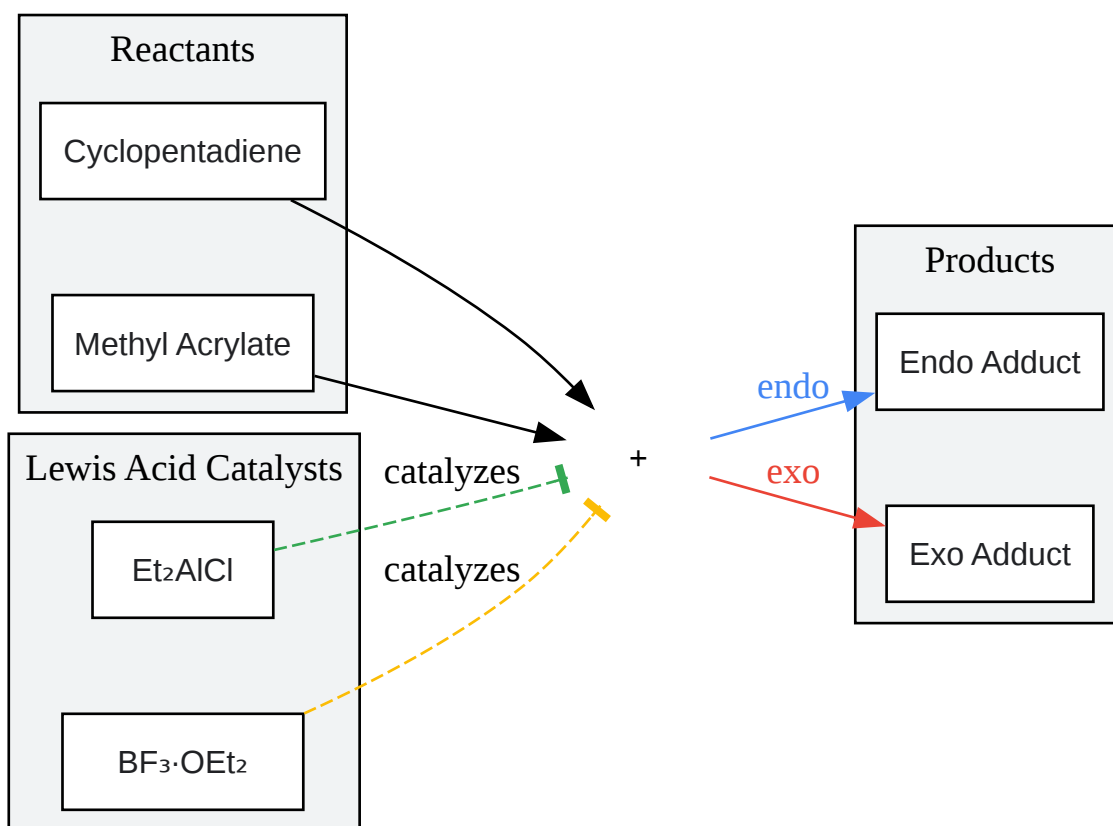 Reactants
Cyclopentadiene
Methyl Acrylate
Lewis Acid Catalysts
Et₂AlCl
BF₃·OEt₂
catalyzes
catalyzes
+
endo
exo
Products
Endo Adduct
Exo Adduct